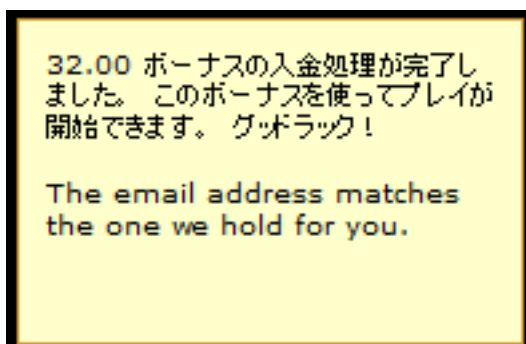 32.00 ボーナスの入金処理が完了し
ました。 このボーナスを使ってプレイが
開始できます。 グッドラック！
The email address matches
the one we hold for you.